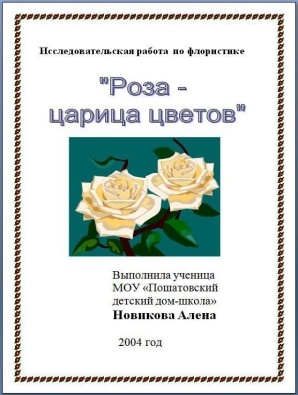 Исследовательская работа по флористике
"Роза -
царица цветов"
Выполнила ученица
МОУ «Пошатовский
детский дом-школа»
Новикова Алена
2004 год